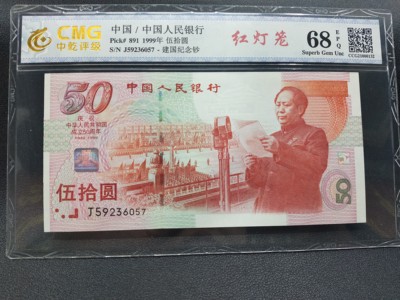 CMG
中乾评级
中国 / 中国人民银行
Pick# 891 1999年 伍拾圆
S/N J59236057 - 建国纪念钞
红灯笼
68
EPQ
Superb Gem Unc
50
中国人民银行
庆祝
中华人民共和国
成立50周年
伍拾圆
J59236057
50